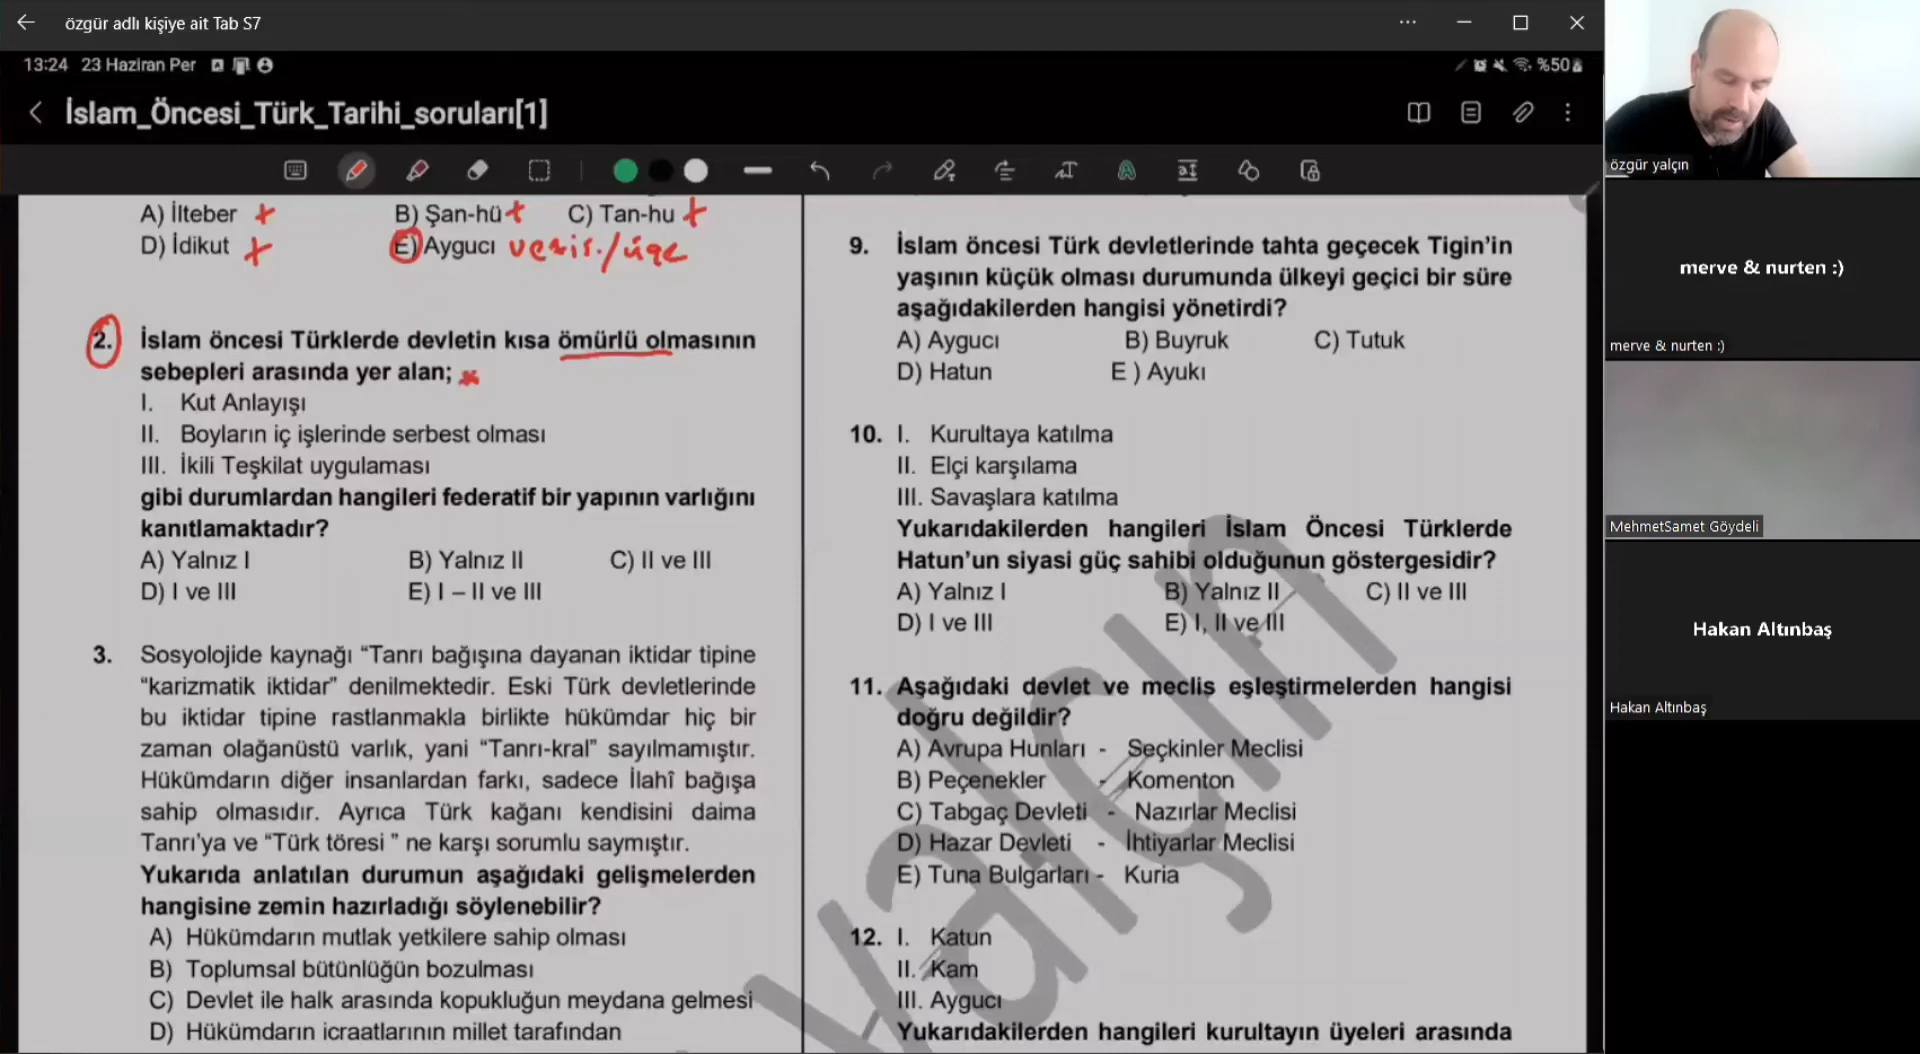 özgür adlı kişiye ait Tab S7
13:24 23 Haziran Per
%50
İslam_Öncesi_Türk_Tarihi_soruları[1]
A) İlteber +
B) Şan-hü +
C) Tan-hu +
D) İdikut +
E) Aygucı vezir./üge
2. İslam öncesi Türklerde devletin kısa ömürlü olmasının
sebepleri arasında yer alan;
I. Kut Anlayışı
II. Boyların iç işlerinde serbest olması
III. İkili Teşkilat uygulaması
gibi durumlardan hangileri federatif bir yapının varlığını
kanıtlamaktadır?
A) Yalnız I B) Yalnız II C) II ve III
D) I ve III E) I – II ve III
3. Sosyolojide kaynağı “Tanrı bağışına dayanan iktidar tipine
“karizmatik iktidar” denilmektedir. Eski Türk devletlerinde
bu iktidar tipine rastlanmakla birlikte hükümdar hiç bir
zaman olağanüstü varlık, yani “Tanrı-kral” sayılmamıştır.
Hükümdarın diğer insanlardan farkı, sadece İlahî bağışa
sahip olmasıdır. Ayrıca Türk kağanı kendisini daima
Tanrı’ya ve “Türk töresi ” ne karşı sorumlu saymıştır.
Yukarıda anlatılan durumun aşağıdaki gelişmelerden
hangisine zemin hazırladığı söylenebilir?
A) Hükümdarın mutlak yetkilere sahip olması
B) Toplumsal bütünlüğün bozulması
C) Devlet ile halk arasında kopukluğun meydana gelmesi
D) Hükümdarın icraatlarının millet tarafından
9. İslam öncesi Türk devletlerinde tahta geçecek Tigin’in
yaşının küçük olması durumunda ülkeyi geçici bir süre
aşağıdakilerden hangisi yönetirdi?
A) Aygucı B) Buyruk C) Tutuk
D) Hatun E ) Ayukı
10. I. Kurultaya katılma
II. Elçi karşılama
III. Savaşlara katılma
Yukarıdakilerden hangileri İslam Öncesi Türklerde
Hatun’un siyasi güç sahibi olduğunun göstergesidir?
A) Yalnız I B) Yalnız II C) II ve III
D) I ve III E) I, II ve III
11. Aşağıdaki devlet ve meclis eşleştirmelerden hangisi
doğru değildir?
A) Avrupa Hunları - Seçkinler Meclisi
B) Peçenekler - Komenton
C) Tabgaç Devleti - Nazırlar Meclisi
D) Hazar Devleti - İhtiyarlar Meclisi
E) Tuna Bulgarları - Kuria
12. I. Katun
II. Kam
III. Aygucı
Yukarıdakilerden hangileri kurultayın üyeleri arasında
yalçın
özgür yalçın
merve & nurten :)
merve & nurten :)
MehmetSamet Göydeli
Hakan Altınbaş
Hakan Altınbaş